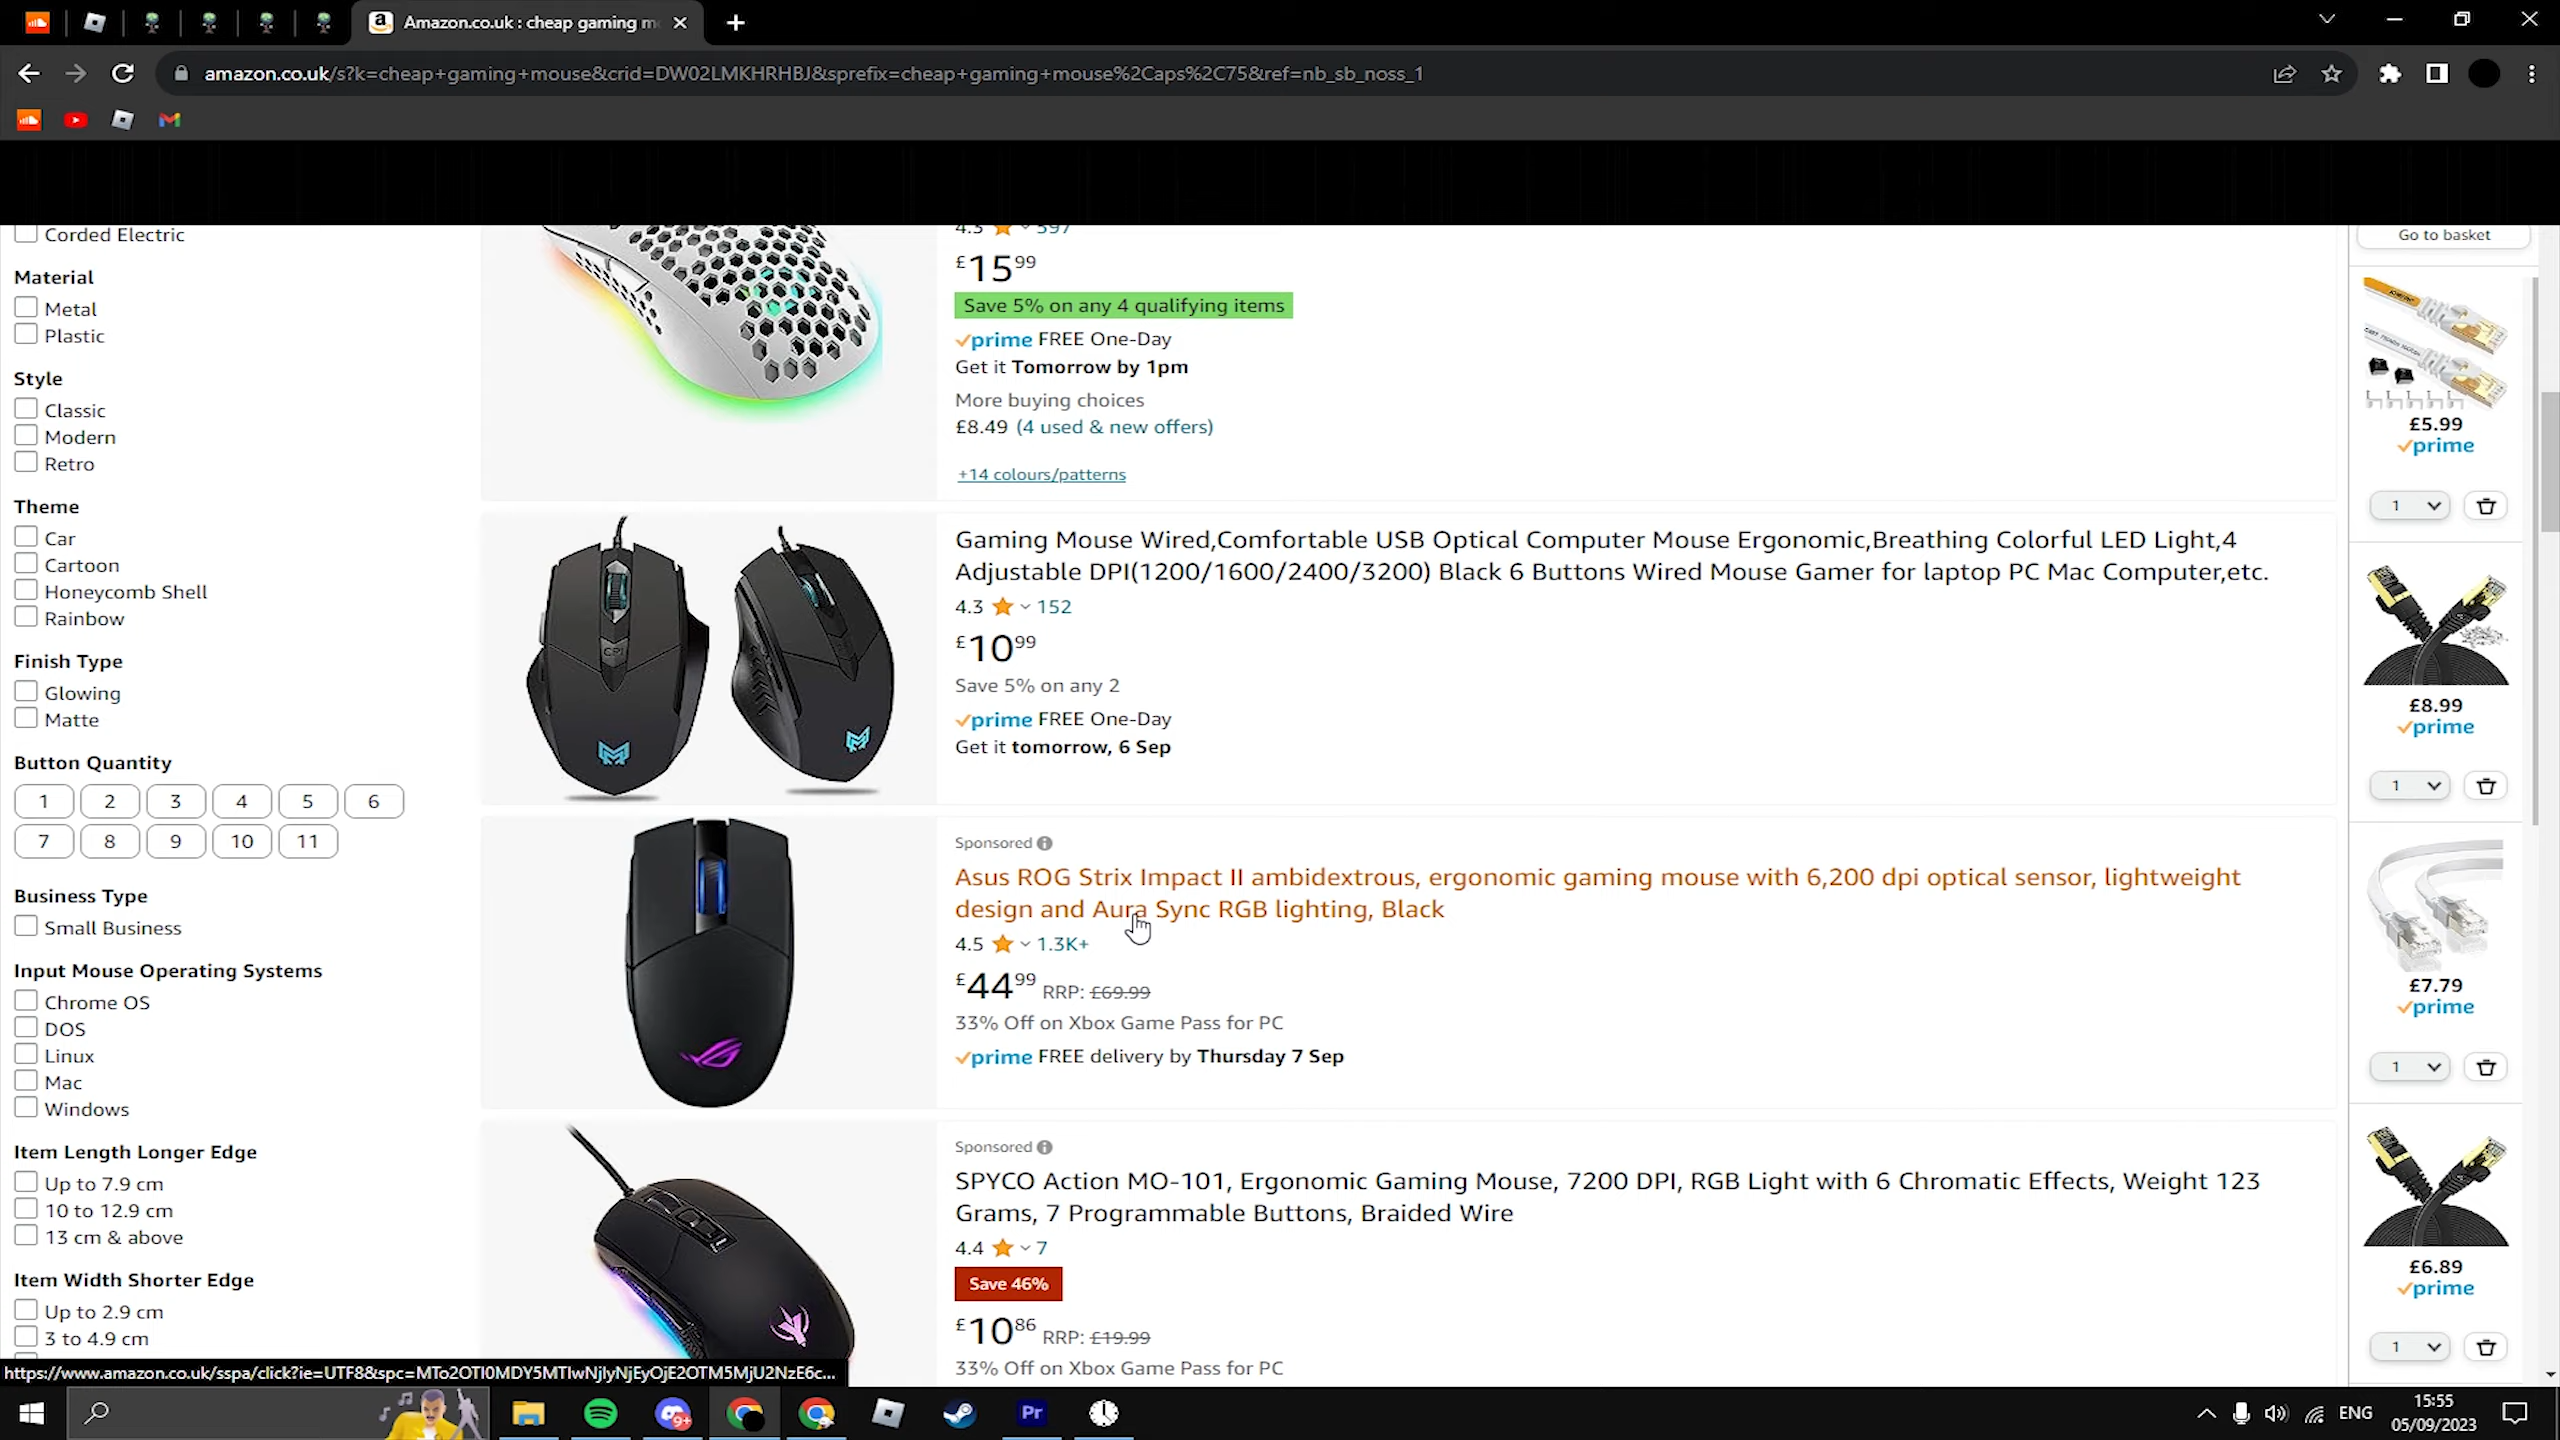 Amazon.co.uk : cheap gaming m
amazon.co.uk/s?k=cheap+gaming+mouse&crid=DW02LMKHRHBJ&sprefix=cheap+gaming+mouse%2Caps%2C75&ref=nb_sb_noss_1
Corded Electric
Material
Metal
Plastic
Style
Classic
Modern
Retro
Theme
Car
Cartoon
Honeycomb Shell
Rainbow
Finish Type
Glowing
Matte
Button Quantity
1 2 3 4 5 6
7 8 9 10 11
Business Type
Small Business
Input Mouse Operating Systems
Chrome OS
DOS
Linux
Mac
Windows
Item Length Longer Edge
Up to 7.9 cm
10 to 12.9 cm
13 cm & above
Item Width Shorter Edge
Up to 2.9 cm
3 to 4.9 cm
4.3 597
£15 99
Save 5% on any 4 qualifying items
prime FREE One-Day
Get it Tomorrow by 1pm
More buying choices
£8.49 (4 used & new offers)
+14 colours/patterns
CPI
Gaming Mouse Wired,Comfortable USB Optical Computer Mouse Ergonomic,Breathing Colorful LED Light,4
Adjustable DPI(1200/1600/2400/3200) Black 6 Buttons Wired Mouse Gamer for laptop PC Mac Computer,etc.
4.3 152
£10 99
Save 5% on any 2
prime FREE One-Day
Get it tomorrow, 6 Sep
Sponsored
Asus ROG Strix Impact II ambidextrous, ergonomic gaming mouse with 6,200 dpi optical sensor, lightweight
design and Aura Sync RGB lighting, Black
4.5 1.3K+
£44 99 RRP: £69.99
33% Off on Xbox Game Pass for PC
prime FREE delivery by Thursday 7 Sep
Sponsored
SPYCO Action MO-101, Ergonomic Gaming Mouse, 7200 DPI, RGB Light with 6 Chromatic Effects, Weight 123
Grams, 7 Programmable Buttons, Braided Wire
4.4 7
Save 46%
£10 86 RRP: £19.99
33% Off on Xbox Game Pass for PC
Go to basket
£5.99
prime
1
£8.99
prime
1
£7.79
prime
1
£6.89
prime
1
9+
Pr
ENG
15:55
05/09/2023